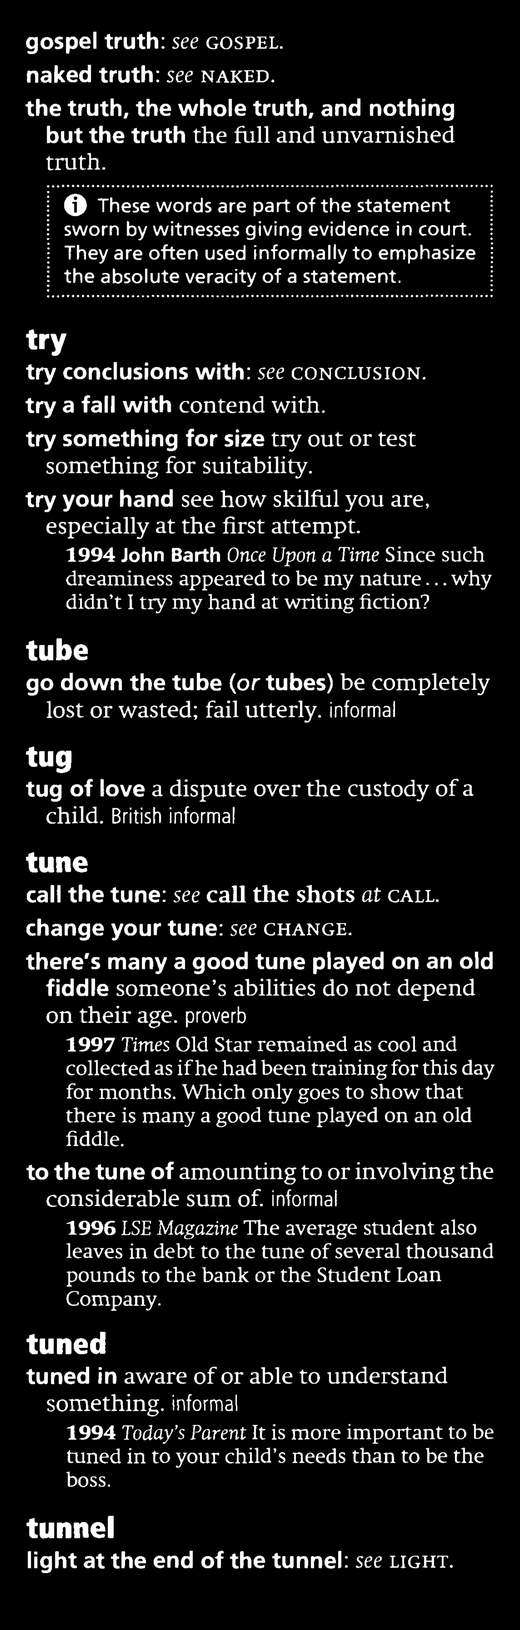 gospel truth: see GOSPEL.
naked truth: see NAKED.
the truth, the whole truth, and nothing
but the truth the full and unvarnished
truth.
i These words are part of the statement
sworn by witnesses giving evidence in court.
They are often used informally to emphasize
the absolute veracity of a statement.
try
try conclusions with: see CONCLUSION.
try a fall with contend with.
try something for size try out or test
something for suitability.
try your hand see how skilful you are,
especially at the first attempt.
1994 John Barth Once Upon a Time Since such
dreaminess appeared to be my nature...why
didn't I try my hand at writing fiction?
tube
go down the tube (or tubes) be completely
lost or wasted; fail utterly. informal
tug
tug of love a dispute over the custody of a
child. British informal
tune
call the tune: see call the shots at CALL.
change your tune: see CHANGE.
there's many a good tune played on an old
fiddle someone's abilities do not depend
on their age. proverb
1997 Times Old Star remained as cool and
collected as if he had been training for this day
for months. Which only goes to show that
there is many a good tune played on an old
fiddle.
to the tune of amounting to or involving the
considerable sum of. informal
1996 LSE Magazine The average student also
leaves in debt to the tune of several thousand
pounds to the bank or the Student Loan
Company.
tuned
tuned in aware of or able to understand
something. informal
1994 Today's Parent It is more important to be
tuned in to your child's needs than to be the
boss.
tunnel
light at the end of the tunnel: see LIGHT.